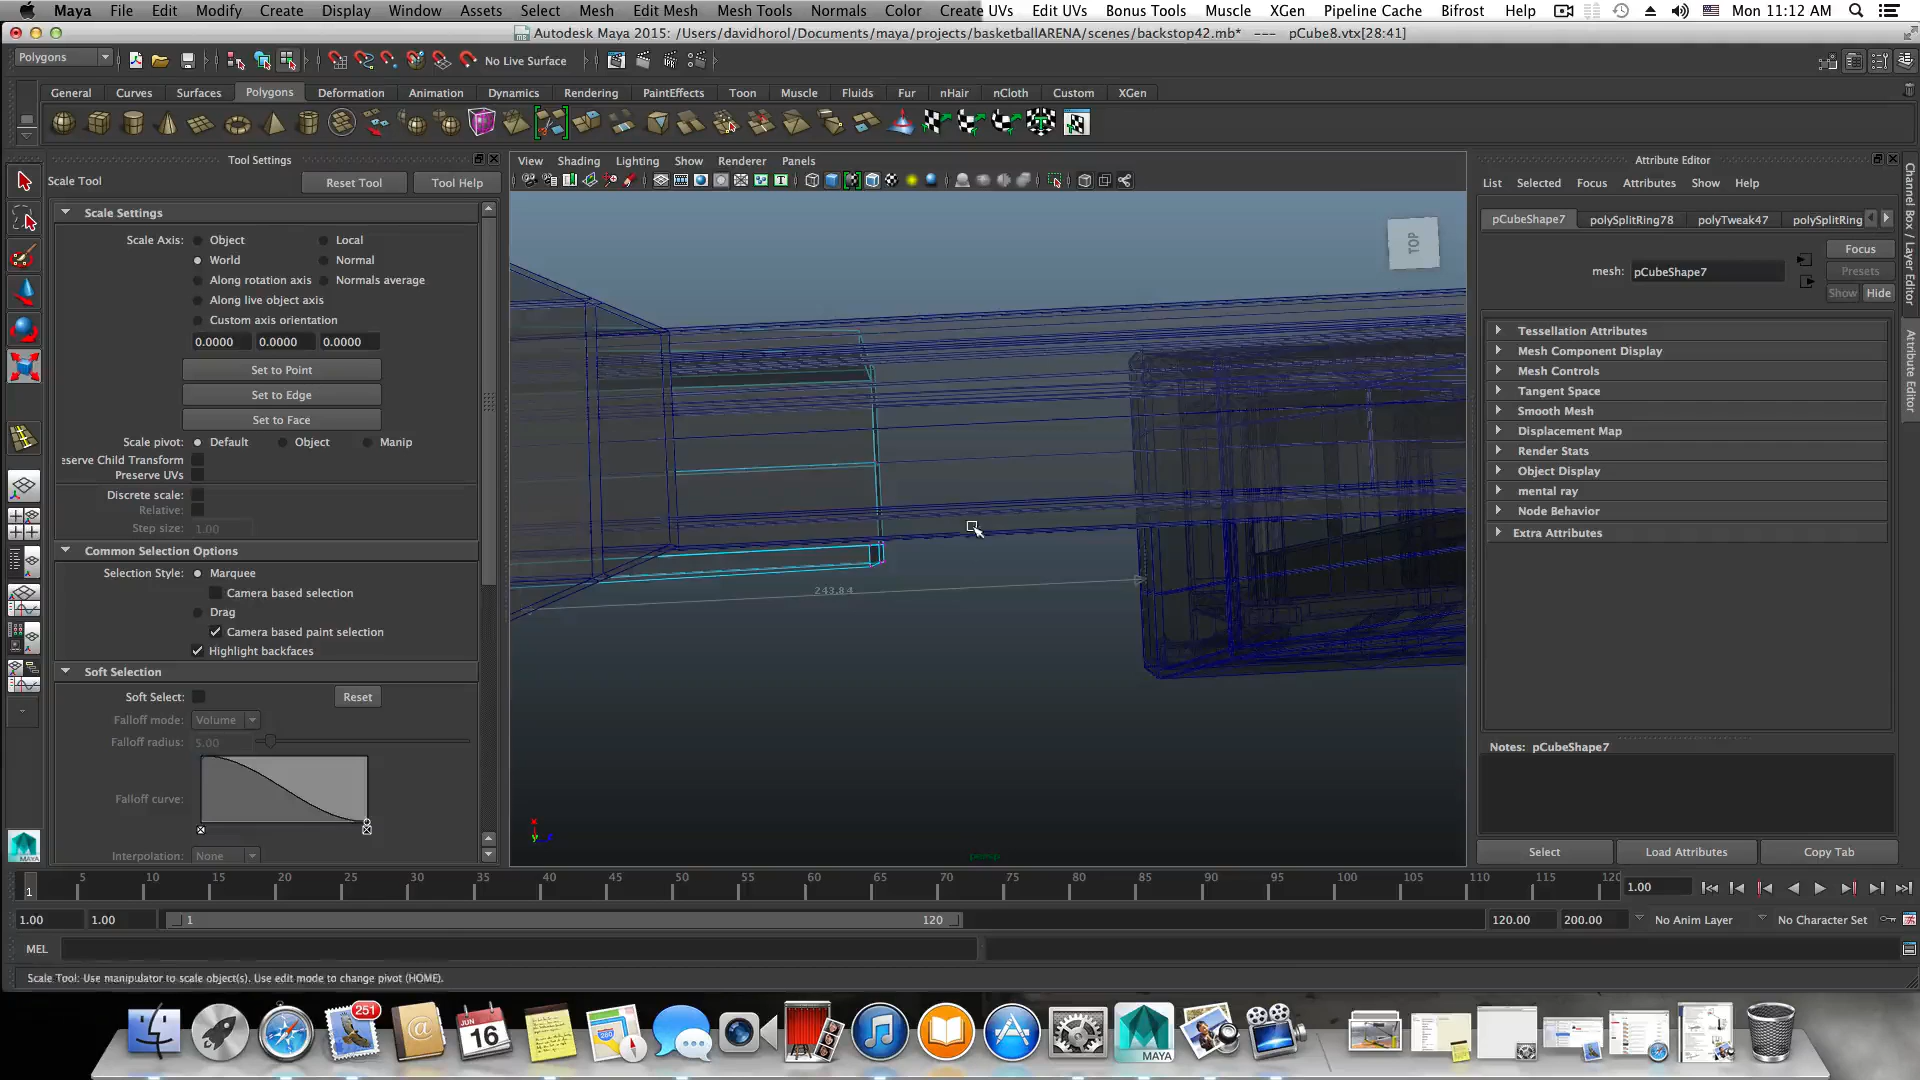 Maya File Edit Modify Create Display Window Assets Select Mesh Edit Mesh Mesh Tools Normals Color Create UVs Edit UVs Bonus Tools Muscle XGen Pipeline Cache Bifrost Help Mon 11:12 AM
Autodesk Maya 2015: /Users/davidhorol/Documents/maya/projects/basketballARENA/scenes/backstop42.mb* --- pCube8.vtx[28:41]
Polygons No Live Surface
General Curves Surfaces Polygons Deformation Animation Dynamics Rendering PaintEffects Toon Muscle Fluids Fur nHair nCloth Custom XGen
Tool Settings
Scale Tool Reset Tool Tool Help
Scale Settings
Scale Axis: Object Local
World Normal
Along rotation axis Normals average
Along live object axis
Custom axis orientation
0.0000 0.0000 0.0000
Set to Point
Set to Edge
Set to Face
Scale pivot: Default Object Manip
eserve Child Transform
Preserve UVs
Discrete scale:
Relative:
Step size: 1.00
Common Selection Options
Selection Style: Marquee
Camera based selection
Drag
Camera based paint selection
Highlight backfaces
Soft Selection
Soft Select: Reset
Falloff mode: Volume
Falloff radius: 5.00
Falloff curve:
Interpolation: None
View Shading Lighting Show Renderer Panels
TOP
243.84
persp
Attribute Editor
List Selected Focus Attributes Show Help
pCubeShape7 polySplitRing78 polyTweak47 polySplitRing
Focus
mesh: pCubeShape7 Presets
Show Hide
Tessellation Attributes
Mesh Component Display
Mesh Controls
Tangent Space
Smooth Mesh
Displacement Map
Render Stats
Object Display
mental ray
Node Behavior
Extra Attributes
Notes: pCubeShape7
Select Load Attributes Copy Tab
Channel Box / Layer Editor
Attribute Editor
1 5 10 15 20 25 30 35 40 45 50 55 60 65 70 75 80 85 90 95 100 105 110 115 120 1.00
1.00 1.00 1 120 120.00 200.00 No Anim Layer No Character Set
MEL
Scale Tool: Use manipulator to scale object(s). Use edit mode to change pivot (HOME).
251
JUN
16
MAYA